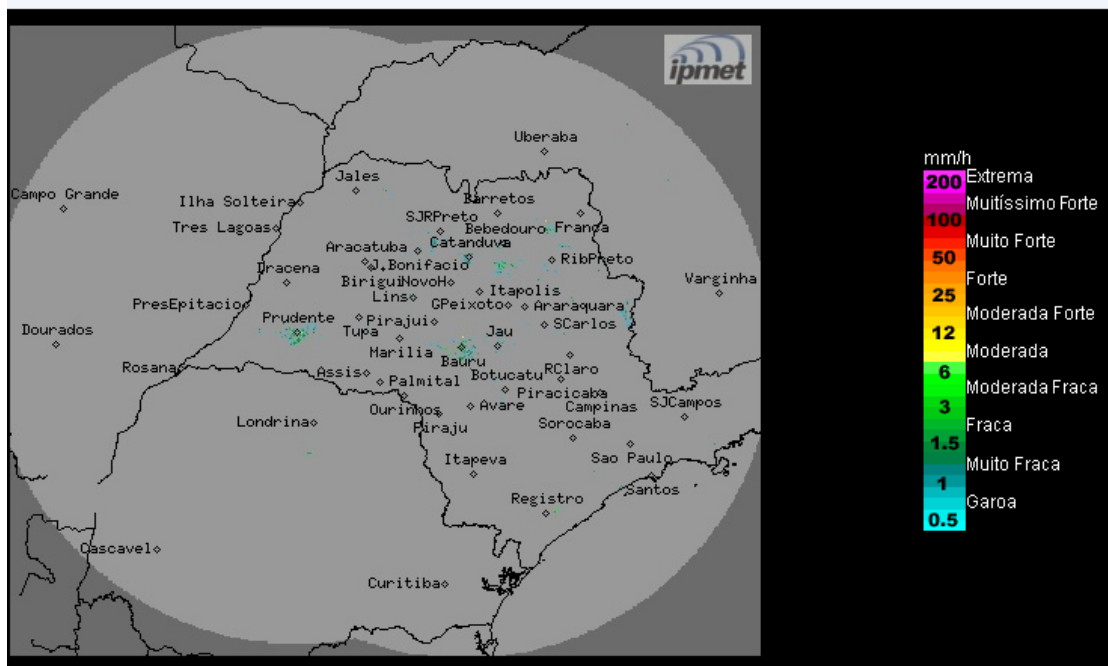 ipmet
Uberaba
Jales
Campo Grande
Ilha Solteira
Barretos
SJRPreto
Tres Lagoas
Bebedouro
Franca
Catanduva
Aracatuba
J.Bonifacio
RibPreto
Dracena
Birigui
NovoH
Varginha
Lins
Itapolis
PresEpitacio
GPeixoto
Araraquara
Prudente
Pirajui
SCarlos
Dourados
Tupa
Jau
Marilia
Bauru
Rosana
Assis
RClaro
Botucatu
Palmital
Piracicaba
Ourinhos
Avare
Campinas
SJCampos
Londrina
Piraju
Sorocaba
Itapeva
Sao Paulo
Santos
Registro
Cascavel
Curitiba
mm/h
200
Extrema
Muitíssimo Forte
100
Muito Forte
50
Forte
25
Moderada Forte
12
Moderada
6
Moderada Fraca
3
Fraca
1.5
Muito Fraca
1
Garoa
0.5